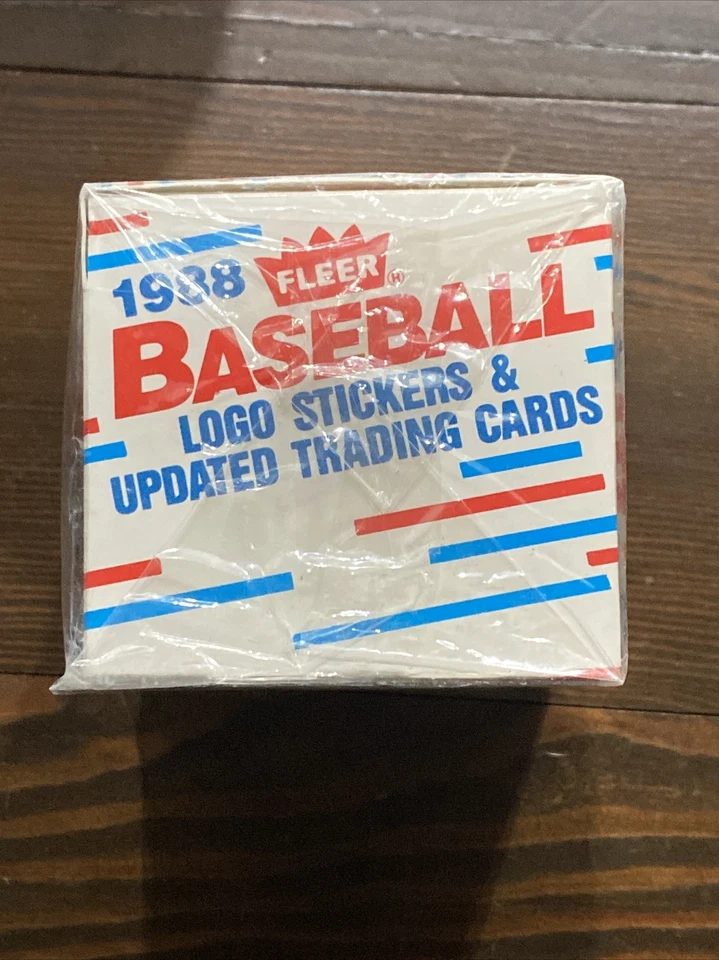 1988 FLEER ®
BASEBALL
LOGO STICKERS &
UPDATED TRADING CARDS